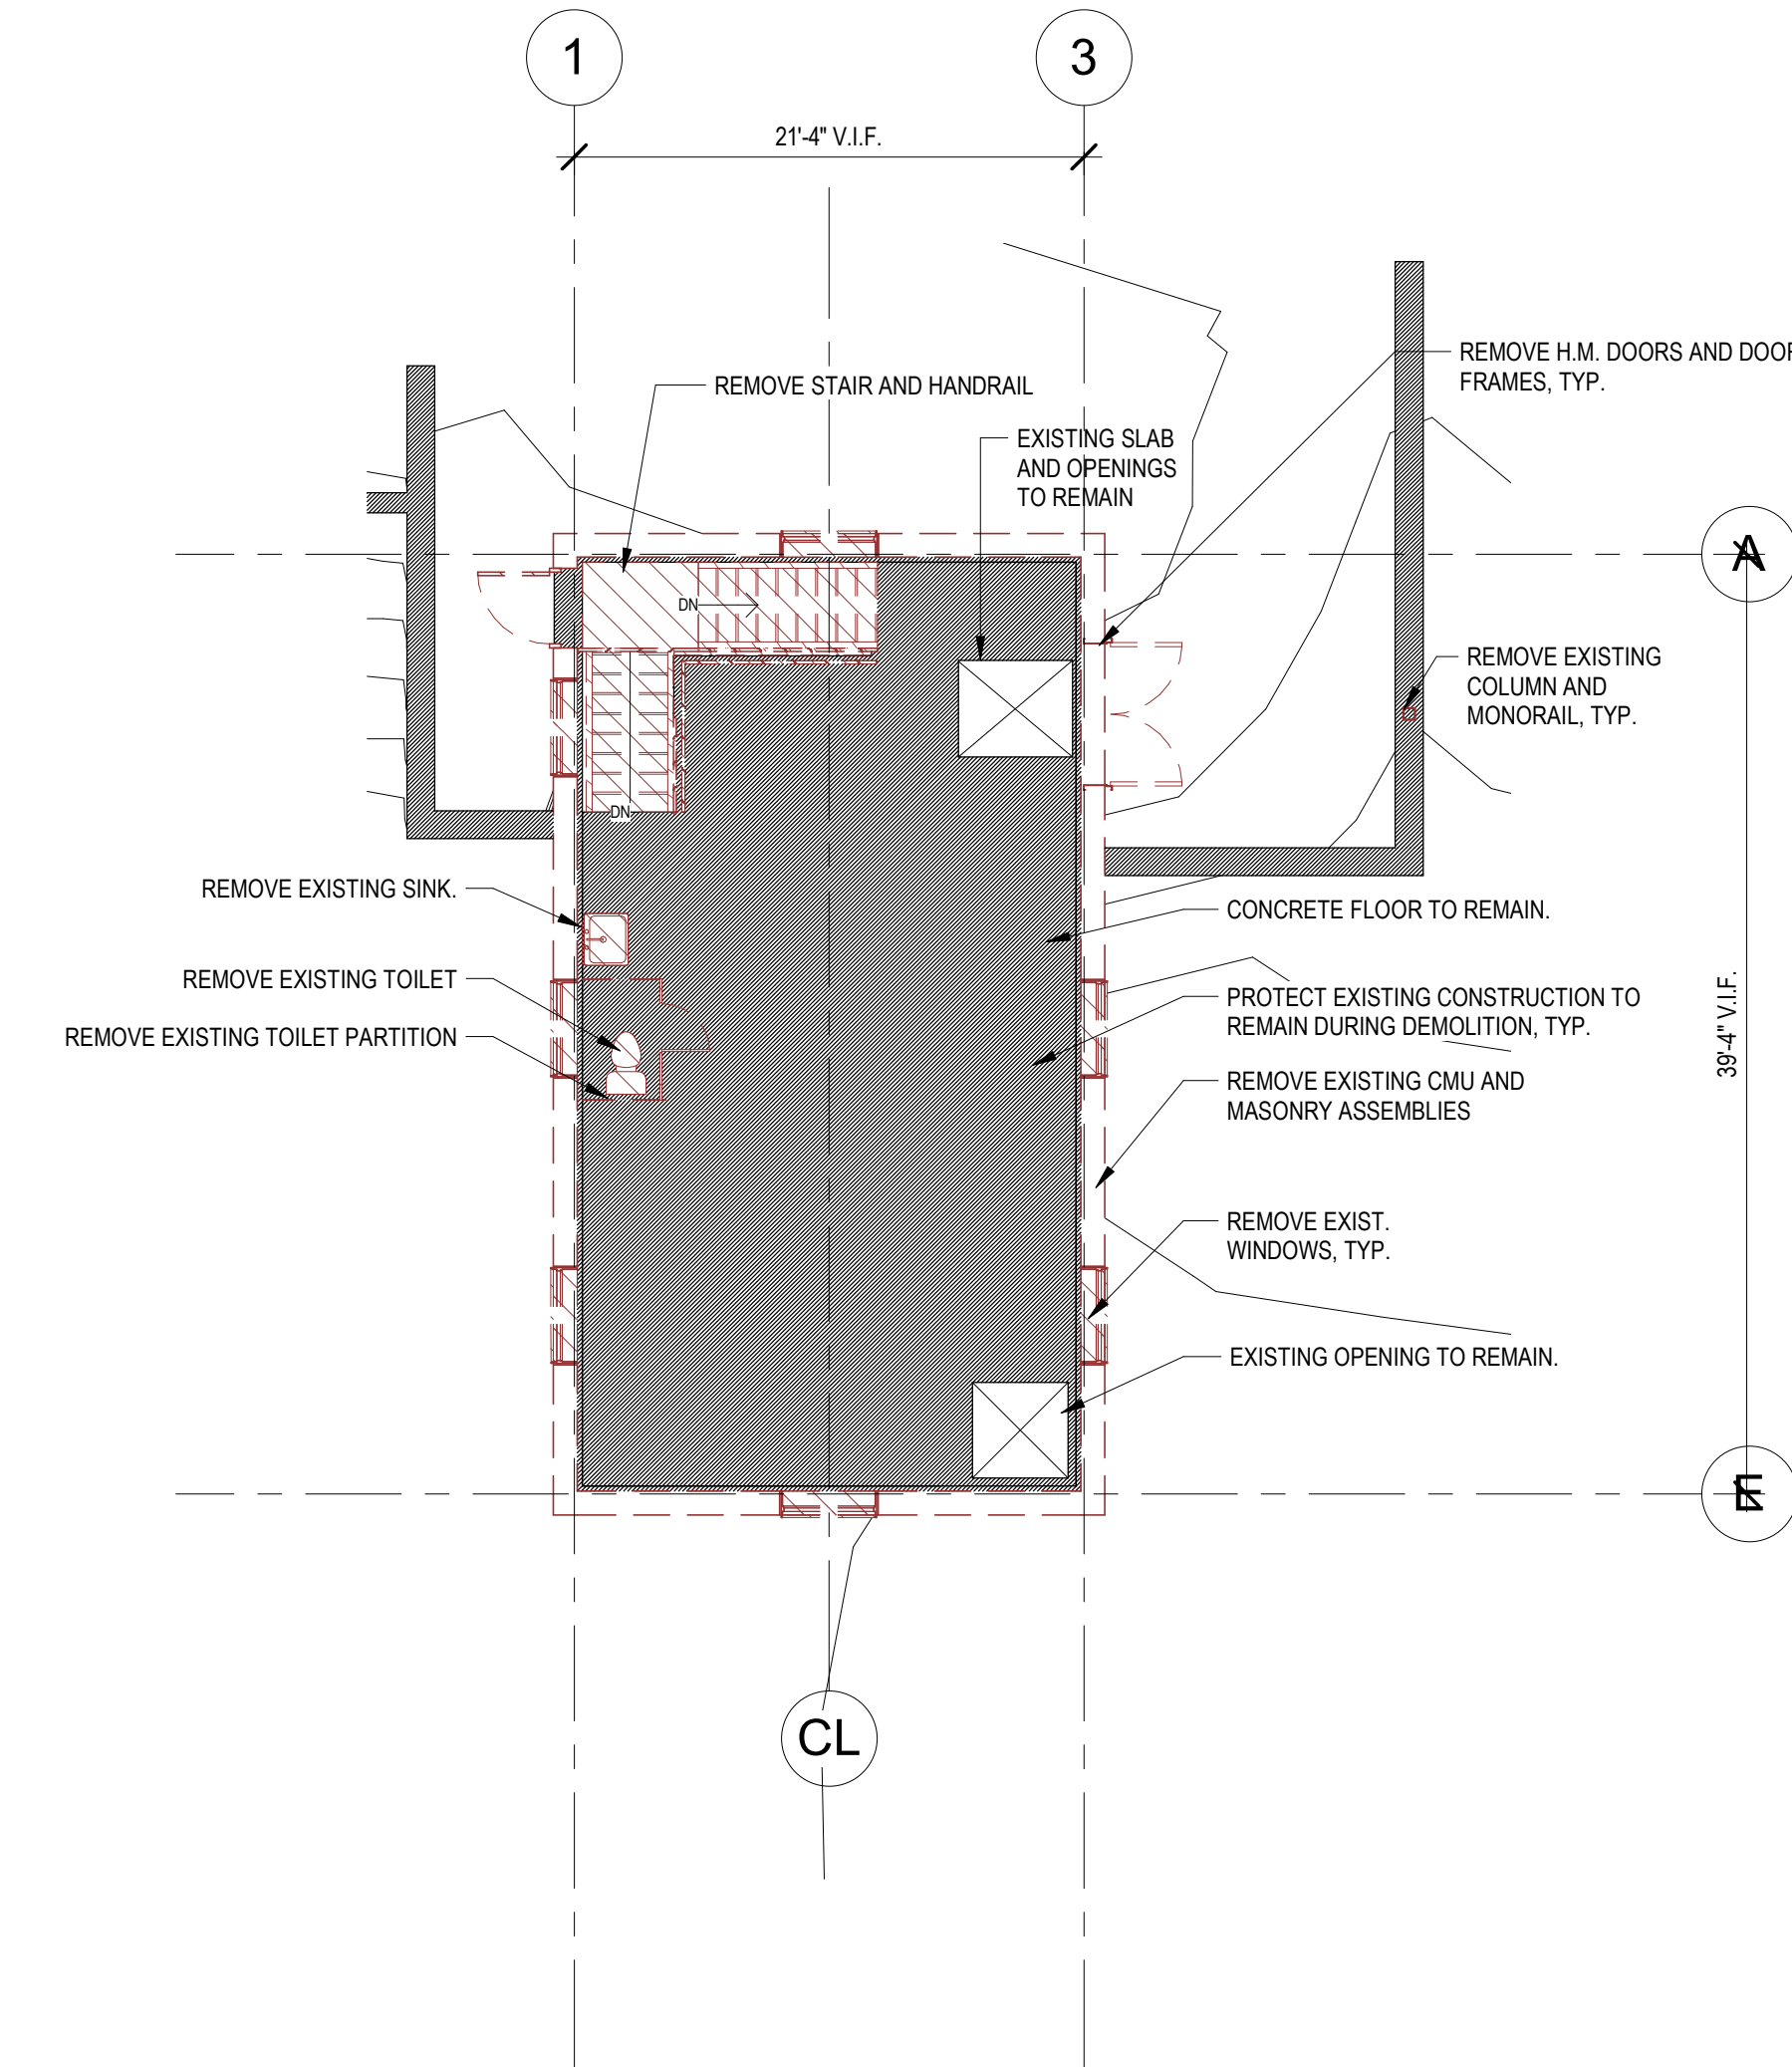 1
3
21'-4" V.I.F.
REMOVE H.M. DOORS AND DOOR
FRAMES, TYP.
REMOVE STAIR AND HANDRAIL
EXISTING SLAB
AND OPENINGS
TO REMAIN
A
DN
REMOVE EXISTING
COLUMN AND
MONORAIL, TYP.
DN
REMOVE EXISTING SINK.
CONCRETE FLOOR TO REMAIN.
REMOVE EXISTING TOILET
PROTECT EXISTING CONSTRUCTION TO
REMAIN DURING DEMOLITION, TYP.
39'-4" V.I.F.
REMOVE EXISTING TOILET PARTITION
REMOVE EXISTING CMU AND
MASONRY ASSEMBLIES
REMOVE EXIST.
WINDOWS, TYP.
EXISTING OPENING TO REMAIN.
E
CL